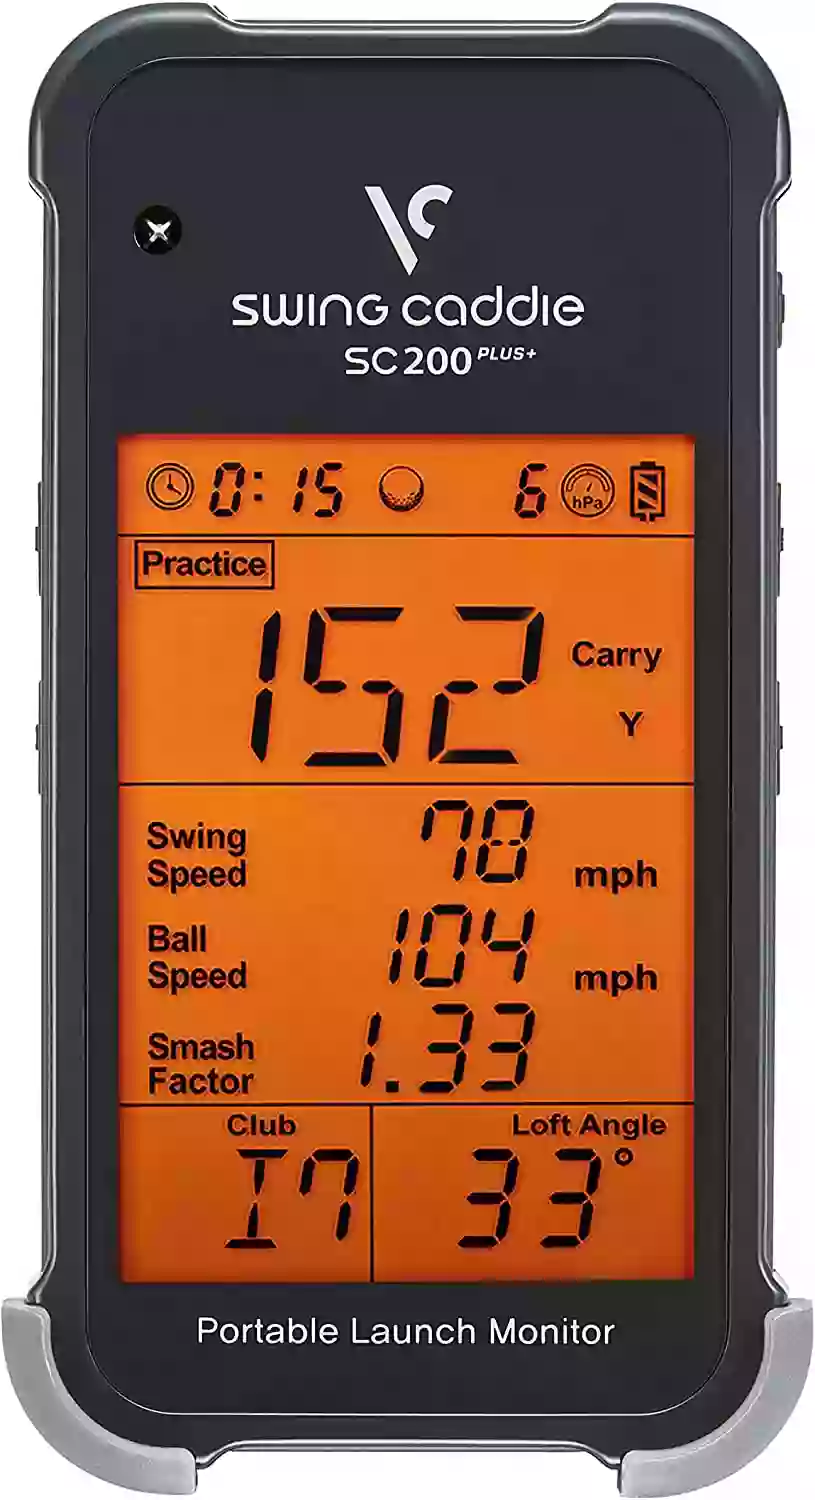 SWING CADDIE
SC200 PLUS+
0:15 6 hPa
Practice
152 Carry
Y
Swing Speed 78 mph
Ball Speed 104 mph
Smash Factor 1.33
Club Loft Angle
I7 33°
Portable Launch Monitor